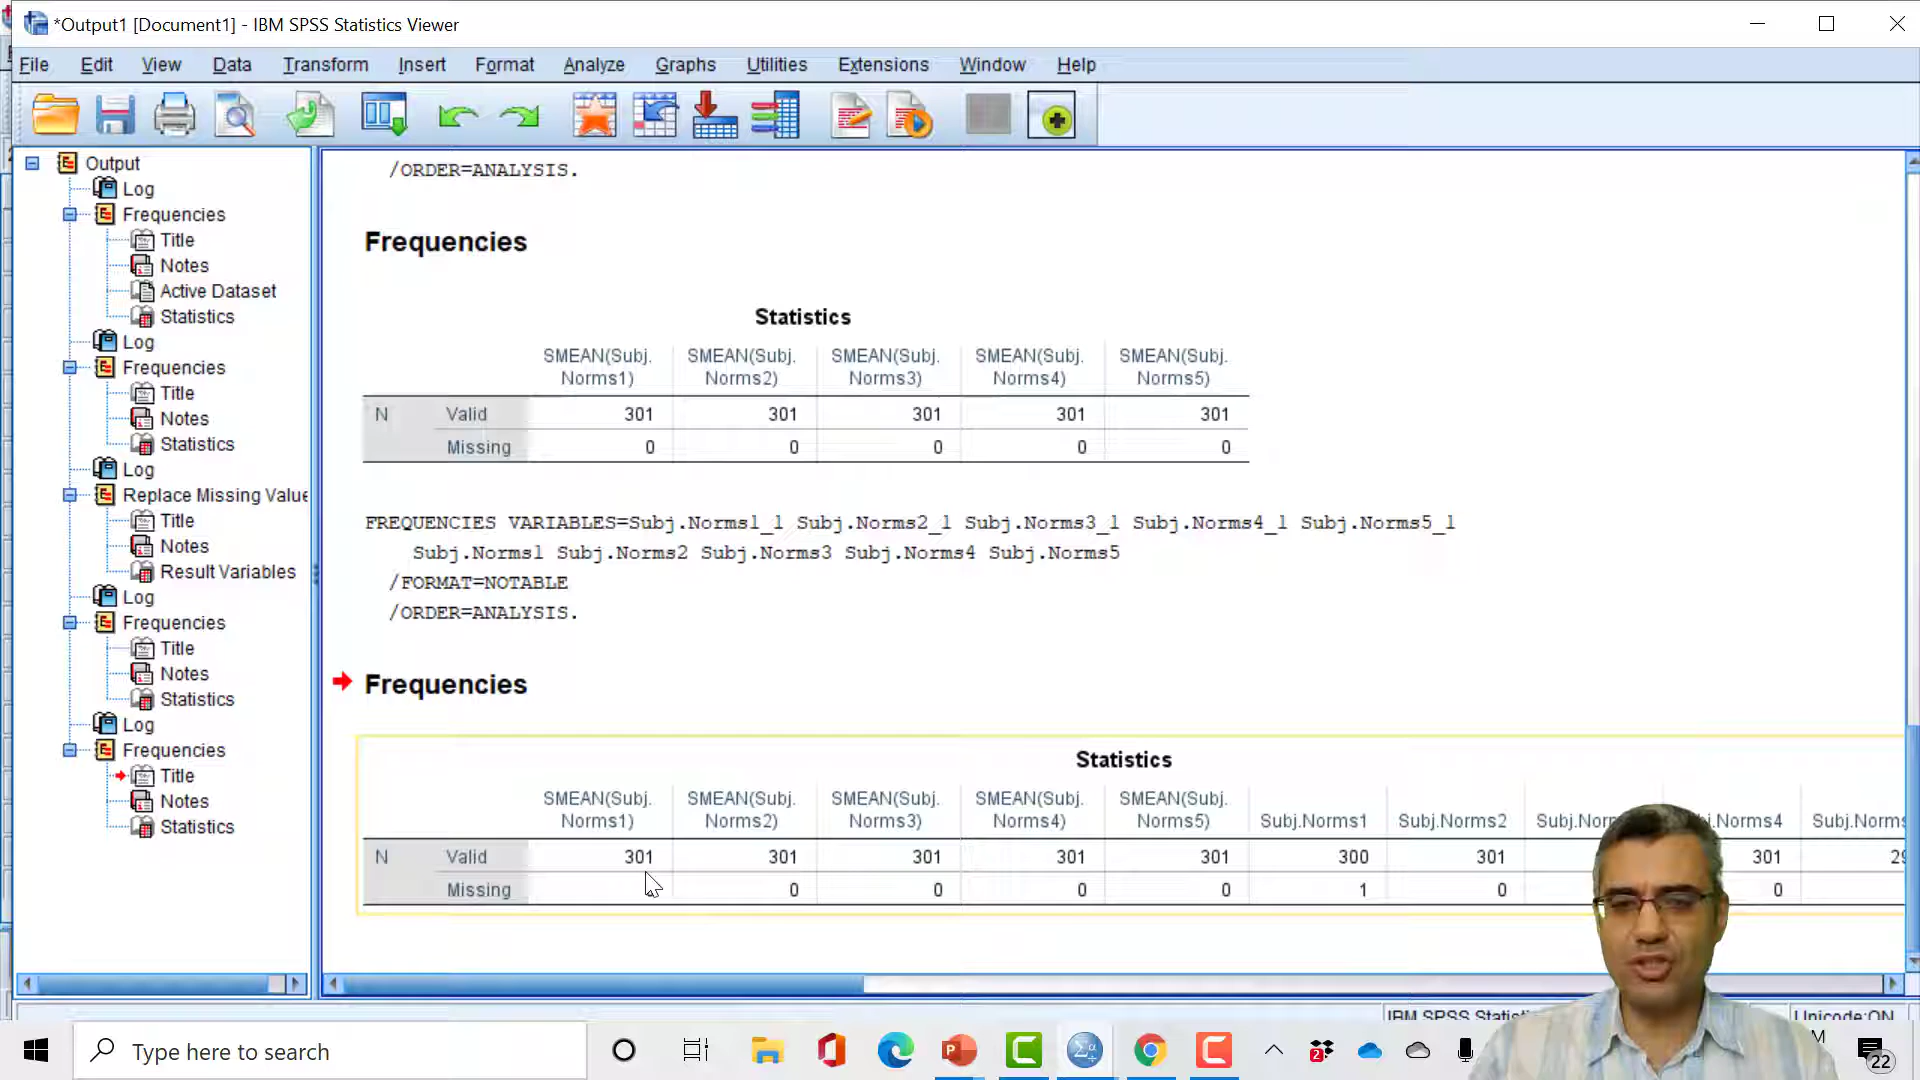 *Output1 [Document1] - IBM SPSS Statistics Viewer
File Edit View Data Transform Insert Format Analyze Graphs Utilities Extensions Window Help
Output
Log
Frequencies
Title
Notes
Active Dataset
Statistics
Log
Frequencies
Title
Notes
Statistics
Log
Replace Missing Value
Title
Notes
Result Variables
Log
Frequencies
Title
Notes
Statistics
Log
Frequencies
Title
Notes
Statistics
/ORDER=ANALYSIS.
Frequencies
Statistics
SMEAN(Subj. SMEAN(Subj. SMEAN(Subj. SMEAN(Subj. SMEAN(Subj.
Norms1) Norms2) Norms3) Norms4) Norms5)
N Valid 301 301 301 301 301
Missing 0 0 0 0 0
FREQUENCIES VARIABLES=Subj.Norms1_1 Subj.Norms2_1 Subj.Norms3_1 Subj.Norms4_1 Subj.Norms5_1
Subj.Norms1 Subj.Norms2 Subj.Norms3 Subj.Norms4 Subj.Norms5
/FORMAT=NOTABLE
/ORDER=ANALYSIS.
Frequencies
Statistics
SMEAN(Subj. SMEAN(Subj. SMEAN(Subj. SMEAN(Subj. SMEAN(Subj.
Norms1) Norms2) Norms3) Norms4) Norms5) Subj.Norms1 Subj.Norms2
N Valid 301 301 301 301 301 300 301 301
Missing 0 0 0 0 1 0 0
Unicode:ON
Type here to search
2
22